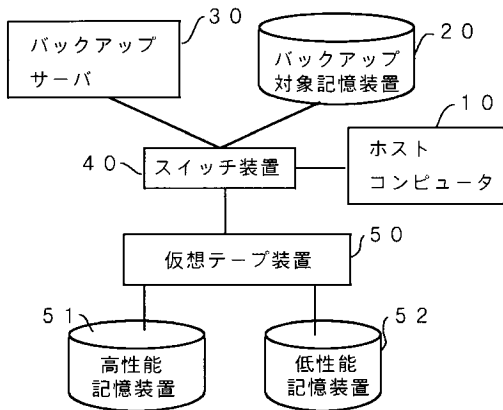 ３０
バックアップ
サーバ
２０
バックアップ
対象記憶装置
１０
４０
スイッチ装置
ホスト
コンピュータ
５０
仮想テープ装置
５１
５２
高性能
記憶装置
低性能
記憶装置